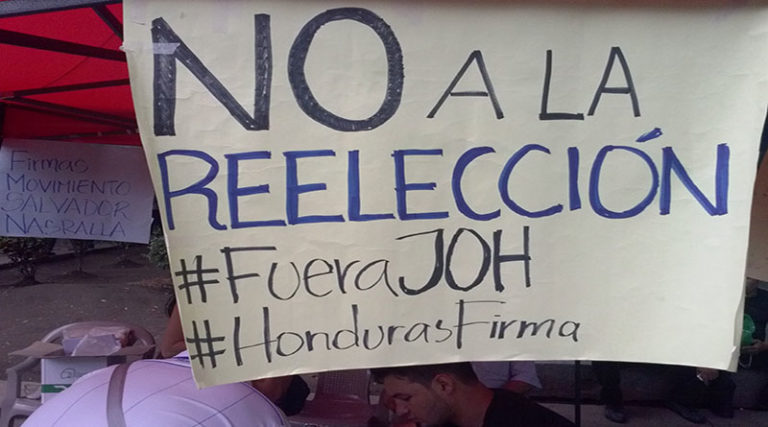 NO A LA
REELECCIÓN
#FueraJOH
#HondurasFirma
Firmas
MOVIMIENTO
SALVADOR
NASRALLA